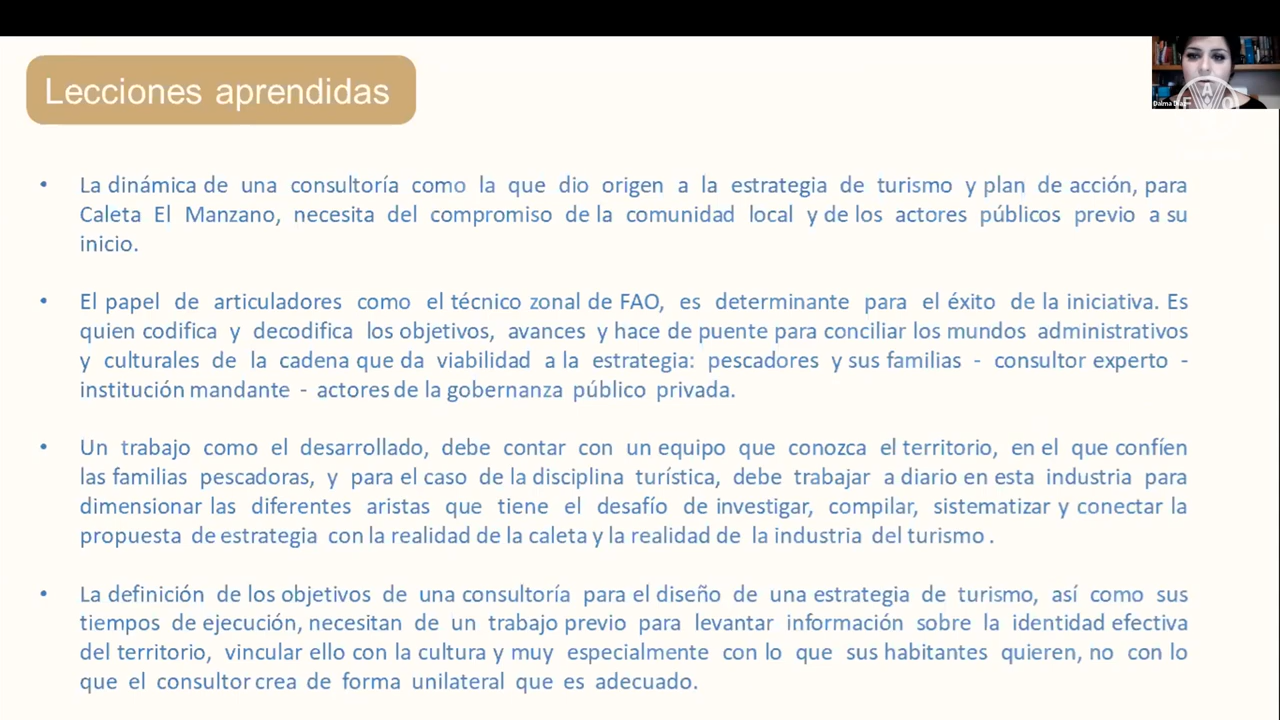 Lecciones aprendidas
Dalma Díaz
F A O
• La dinámica de una consultoría como la que dio origen a la estrategia de turismo y plan de acción, para
Caleta El Manzano, necesita del compromiso de la comunidad local y de los actores públicos previo a su
inicio.
• El papel de articuladores como el técnico zonal de FAO, es determinante para el éxito de la iniciativa. Es
quien codifica y decodifica los objetivos, avances y hace de puente para conciliar los mundos administrativos
y culturales de la cadena que da viabilidad a la estrategia: pescadores y sus familias - consultor experto -
institución mandante - actores de la gobernanza público privada.
• Un trabajo como el desarrollado, debe contar con un equipo que conozca el territorio, en el que confíen
las familias pescadoras, y para el caso de la disciplina turística, debe trabajar a diario en esta industria para
dimensionar las diferentes aristas que tiene el desafío de investigar, compilar, sistematizar y conectar la
propuesta de estrategia con la realidad de la caleta y la realidad de la industria del turismo .
• La definición de los objetivos de una consultoría para el diseño de una estrategia de turismo, así como sus
tiempos de ejecución, necesitan de un trabajo previo para levantar información sobre la identidad efectiva
del territorio, vincular ello con la cultura y muy especialmente con lo que sus habitantes quieren, no con lo
que el consultor crea de forma unilateral que es adecuado.